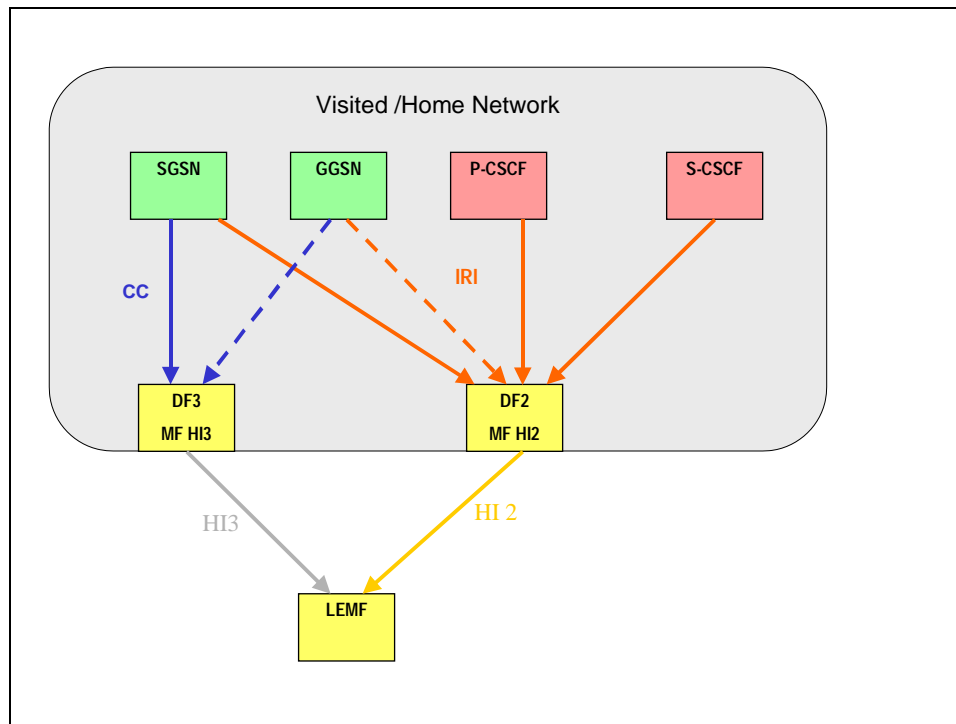 Visited /Home Network
SGSN
GGSN
P-CSCF
S-CSCF
CC
IRI
DF3
MF HI3
DF2
MF HI2
HI3
HI 2
LEMF